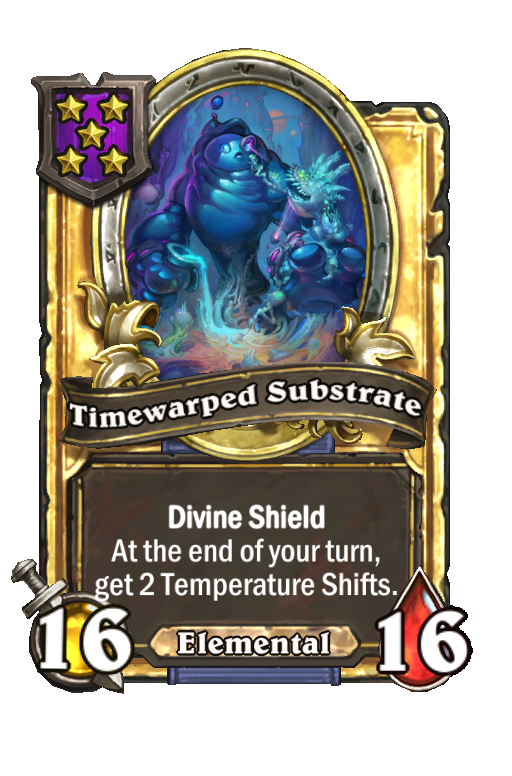 Timewarped Substrate
Divine Shield
At the end of your turn,
get 2 Temperature Shifts.
16
Elemental
16